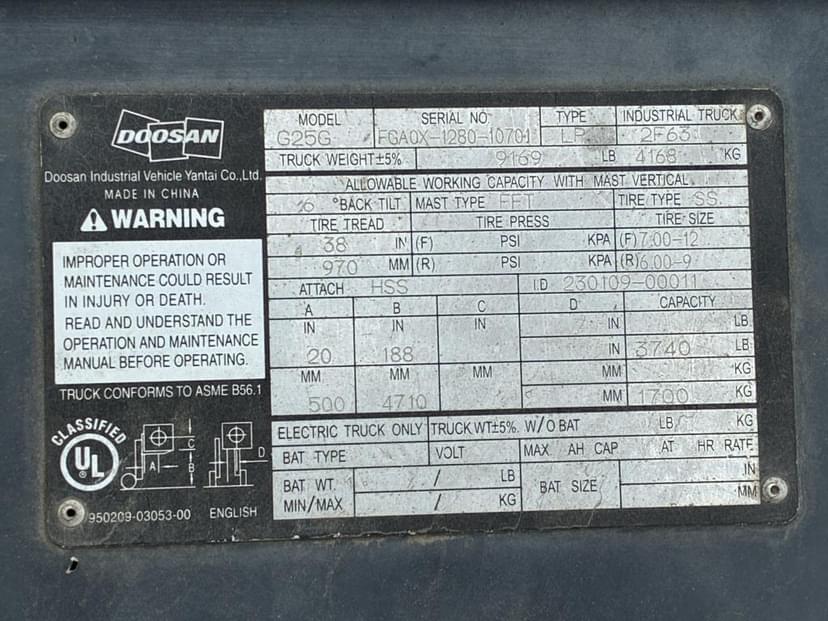 DOOSAN
Doosan Industrial Vehicle Yantai Co.,Ltd.
MADE IN CHINA
WARNING
IMPROPER OPERATION OR
MAINTENANCE COULD RESULT
IN INJURY OR DEATH.
READ AND UNDERSTAND THE
OPERATION AND MAINTENANCE
MANUAL BEFORE OPERATING.
TRUCK CONFORMS TO ASME B56.1
CLASSIFIED
UL ®
A B C D
950209-03053-00 ENGLISH
MODEL SERIAL NO. TYPE INDUSTRIAL TRUCK
G25G FGA0X-1280-10701 LP 2F63
TRUCK WEIGHT±5% 9169 LB 4168 KG
ALLOWABLE WORKING CAPACITY WITH MAST VERTICAL
6 °BACK TILT MAST TYPE FFT TIRE TYPE SS
TIRE TREAD TIRE PRESS TIRE SIZE
38 IN (F) PSI KPA (F)7.00-12
970 MM (R) PSI KPA (R)6.00-9
ATTACH HSS I.D 230109-00011
A B C D CAPACITY
IN IN IN IN LB
20 188 IN 3740 LB
MM MM MM MM KG
500 4710 MM 1700 KG
ELECTRIC TRUCK ONLY TRUCK WT±5%. W/O BAT LB/ KG
BAT TYPE VOLT MAX AH CAP AT HR RATE
BAT WT. / LB BAT SIZE IN
MIN/MAX / KG MM